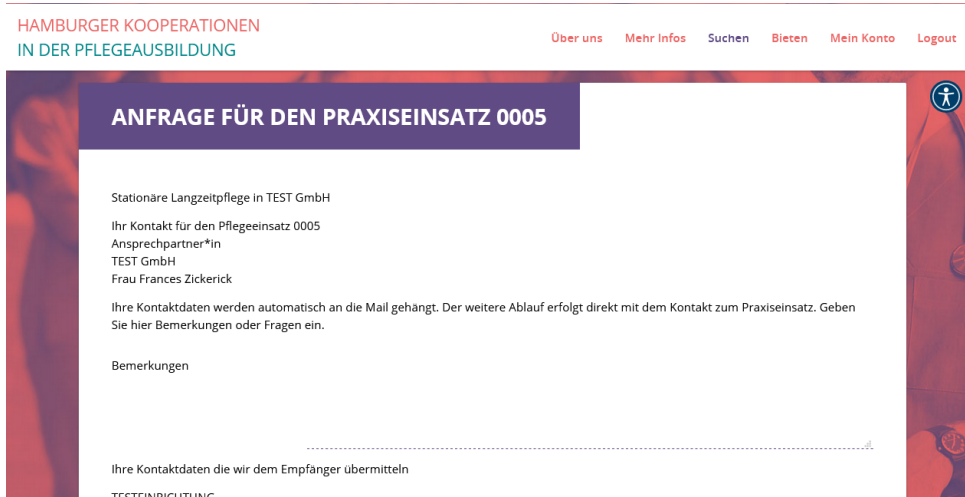 HAMBURGER KOOPERATIONEN
IN DER PFLEGEAUSBILDUNG
Über uns Mehr Infos Suchen Bieten Mein Konto Logout
ANFRAGE FÜR DEN PRAXISEINSATZ 0005
Stationäre Langzeitpflege in TEST GmbH
Ihr Kontakt für den Pflegeeinsatz 0005
Ansprechpartner*in
TEST GmbH
Frau Frances Zickerick
Ihre Kontaktdaten werden automatisch an die Mail gehängt. Der weitere Ablauf erfolgt direkt mit dem Kontakt zum Praxiseinsatz. Geben
Sie hier Bemerkungen oder Fragen ein.
Bemerkungen
Ihre Kontaktdaten die wir dem Empfänger übermitteln
TESTEINRICHTUNG